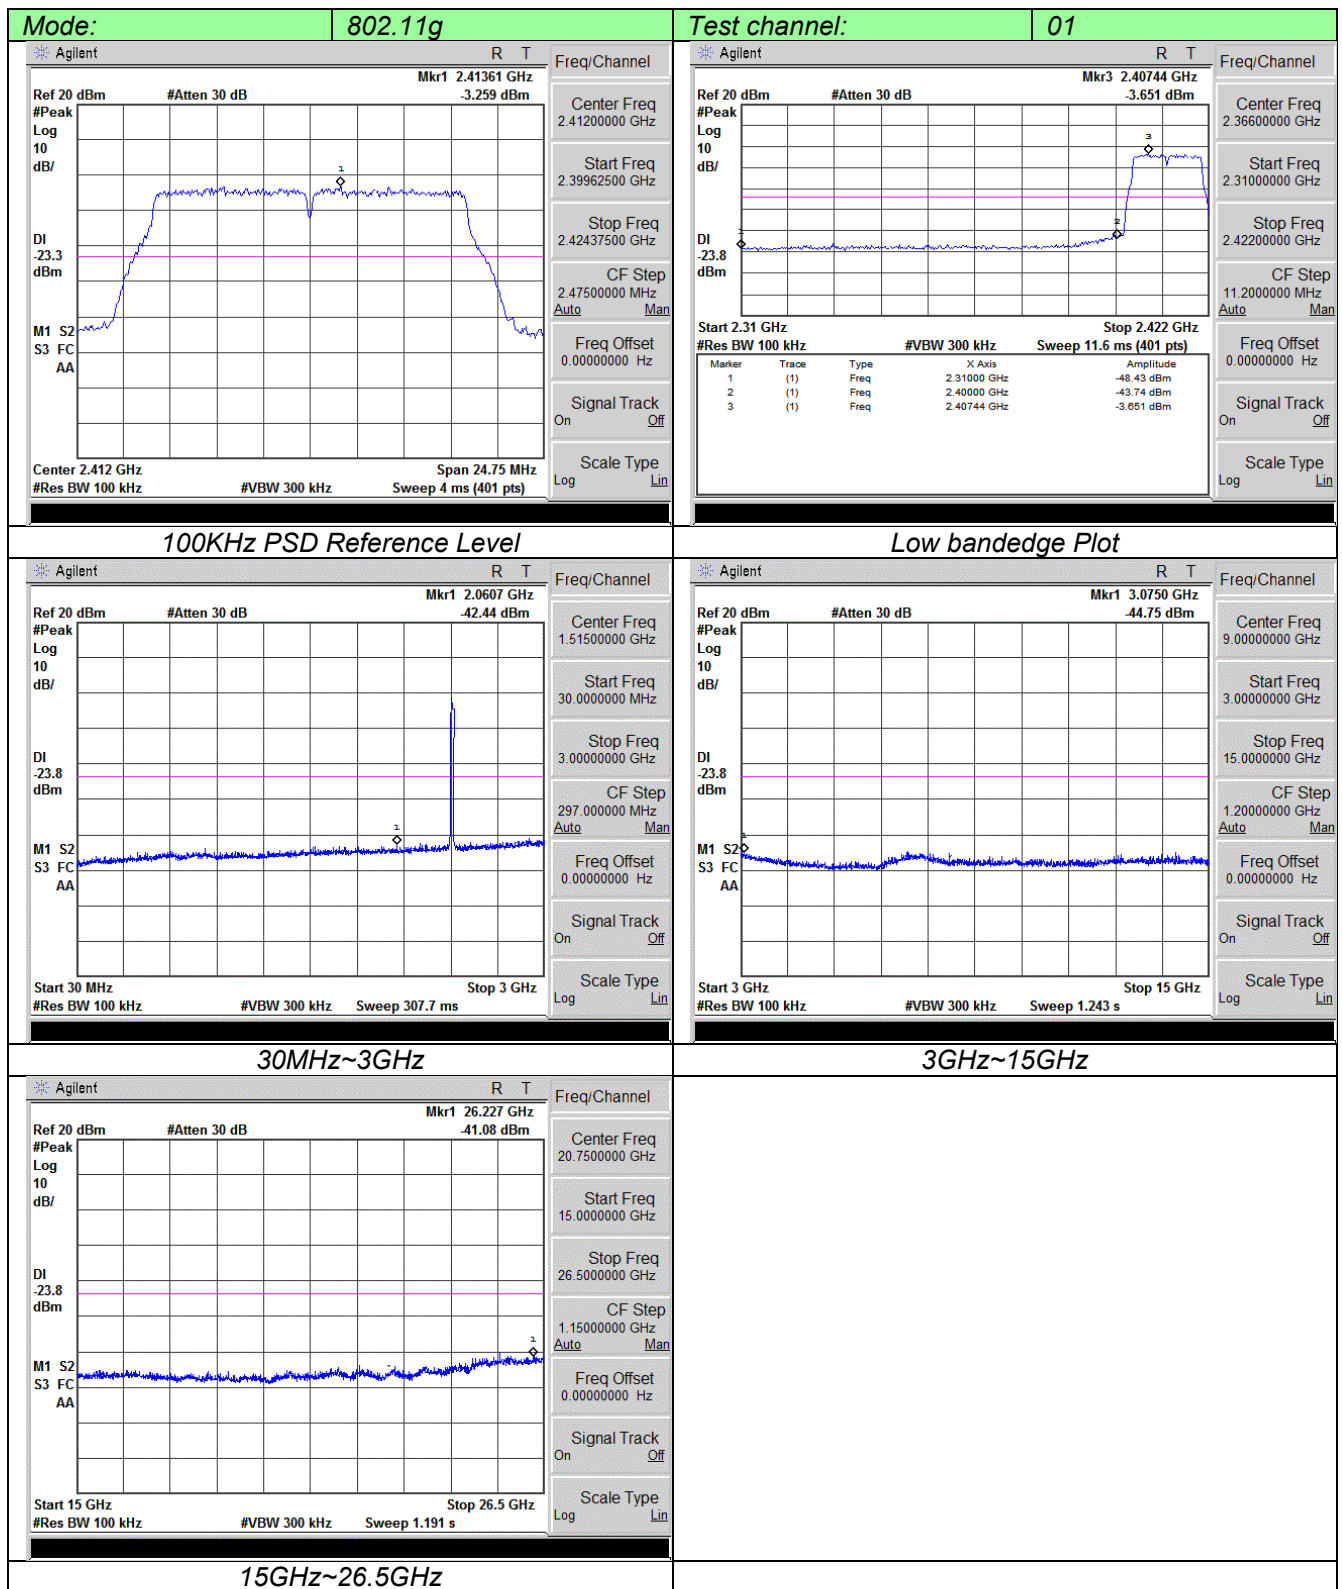 Mode: 802.11g Test channel: 01
Agilent R T
Mkr1 2.41361 GHz
Ref 20 dBm #Atten 30 dB -3.259 dBm
#Peak
Log
10
dB/
1
DI
-23.3
dBm
M1 S2
S3 FC
AA
Center 2.412 GHz Span 24.75 MHz
#Res BW 100 kHz #VBW 300 kHz Sweep 4 ms (401 pts)
Freq/Channel
Center Freq
2.41200000 GHz
Start Freq
2.39962500 GHz
Stop Freq
2.42437500 GHz
CF Step
2.47500000 MHz
Auto Man
Freq Offset
0.00000000 Hz
Signal Track
On Off
Scale Type
Log Lin
Agilent R T
Mkr3 2.40744 GHz
Ref 20 dBm #Atten 30 dB -3.651 dBm
#Peak
Log
10
dB/
3
2
1
DI
-23.8
dBm
Start 2.31 GHz Stop 2.422 GHz
#Res BW 100 kHz #VBW 300 kHz Sweep 11.6 ms (401 pts)
Marker Trace Type X Axis Amplitude
1 (1) Freq 2.31000 GHz -48.43 dBm
2 (1) Freq 2.40000 GHz -43.74 dBm
3 (1) Freq 2.40744 GHz -3.651 dBm
Freq/Channel
Center Freq
2.36600000 GHz
Start Freq
2.31000000 GHz
Stop Freq
2.42200000 GHz
CF Step
11.2000000 MHz
Auto Man
Freq Offset
0.00000000 Hz
Signal Track
On Off
Scale Type
Log Lin
100KHz PSD Reference Level Low bandedge Plot
Agilent R T
Mkr1 2.0607 GHz
Ref 20 dBm #Atten 30 dB -42.44 dBm
#Peak
Log
10
dB/
DI
-23.8
dBm
1
M1 S2
S3 FC
AA
Start 30 MHz Stop 3 GHz
#Res BW 100 kHz #VBW 300 kHz Sweep 307.7 ms
Freq/Channel
Center Freq
1.51500000 GHz
Start Freq
30.0000000 MHz
Stop Freq
3.00000000 GHz
CF Step
297.000000 MHz
Auto Man
Freq Offset
0.00000000 Hz
Signal Track
On Off
Scale Type
Log Lin
Agilent R T
Mkr1 3.0750 GHz
Ref 20 dBm #Atten 30 dB -44.75 dBm
#Peak
Log
10
dB/
DI
-23.8
dBm
1
M1 S2
S3 FC
AA
Start 3 GHz Stop 15 GHz
#Res BW 100 kHz #VBW 300 kHz Sweep 1.243 s
Freq/Channel
Center Freq
9.00000000 GHz
Start Freq
3.00000000 GHz
Stop Freq
15.0000000 GHz
CF Step
1.20000000 GHz
Auto Man
Freq Offset
0.00000000 Hz
Signal Track
On Off
Scale Type
Log Lin
30MHz~3GHz 3GHz~15GHz
Agilent R T
Mkr1 26.227 GHz
Ref 20 dBm #Atten 30 dB -41.08 dBm
#Peak
Log
10
dB/
DI
-23.8
dBm
1
M1 S2
S3 FC
AA
Start 15 GHz Stop 26.5 GHz
#Res BW 100 kHz #VBW 300 kHz Sweep 1.191 s
Freq/Channel
Center Freq
20.7500000 GHz
Start Freq
15.0000000 GHz
Stop Freq
26.5000000 GHz
CF Step
1.15000000 GHz
Auto Man
Freq Offset
0.00000000 Hz
Signal Track
On Off
Scale Type
Log Lin
15GHz~26.5GHz